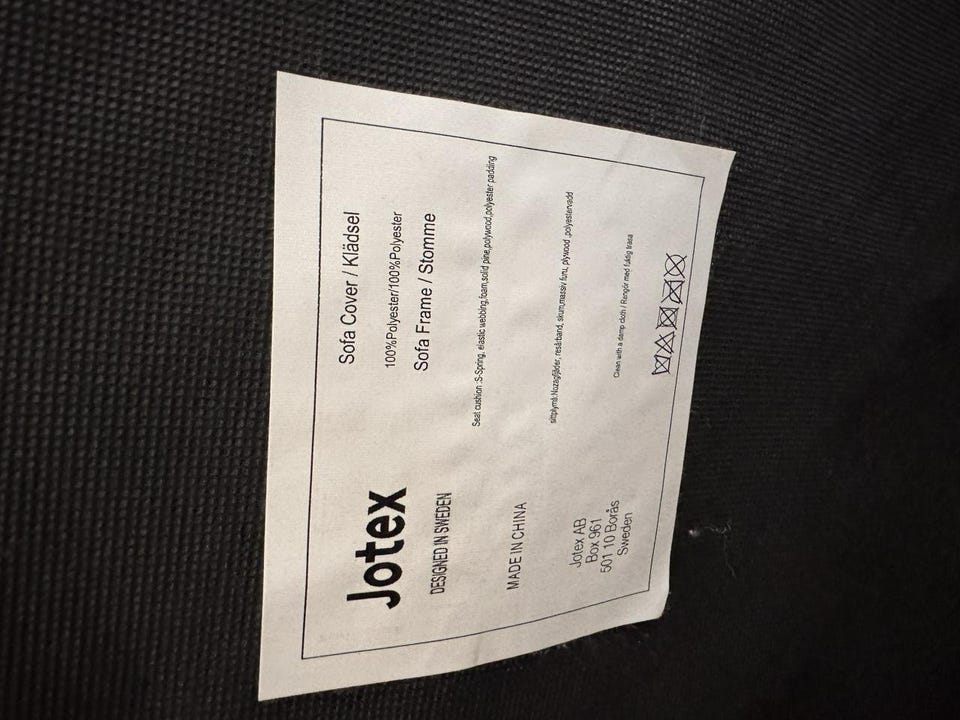 Jotex
DESIGNED IN SWEDEN
MADE IN CHINA
Jotex AB
Box 961
501 10 Borås
Sweden
Sofa Cover / Klädsel
100%Polyester/100%Polyester
Sofa Frame / Stomme
Seat cushion :S-Spring, elastic webbing,foam,solid pine,polywood,polyester padding
sittplymå:Nozagfjäder, resårband, skum,massiv furu, plywood ,polyestervadd
Clean with a damp cloth / Rengör med fuktig trasa